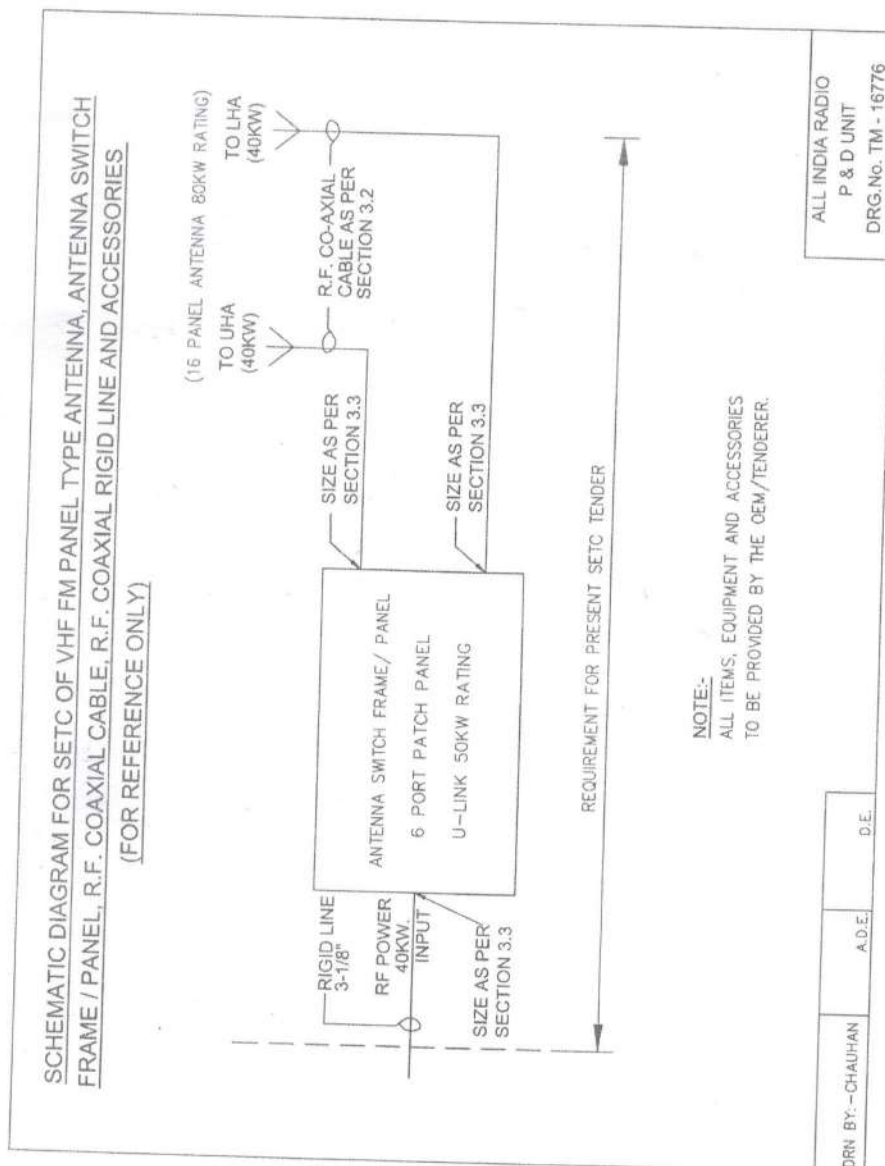 SCHEMATIC DIAGRAM FOR SETC OF VHF FM PANEL TYPE ANTENNA, ANTENNA SWITCH
FRAME / PANEL, R.F. COAXIAL CABLE, R.F. COAXIAL RIGID LINE AND ACCESSORIES
(FOR REFERENCE ONLY)
(16 PANEL ANTENNA 80KW RATING)
TO UHA
(40KW)
TO LHA
(40KW)
R.F. CO-AXIAL
CABLE AS PER
SECTION 3.2
SIZE AS PER
SECTION 3.3
SIZE AS PER
SECTION 3.3
RIGID LINE
3-1/8"
RF POWER
40KW.
INPUT
SIZE AS PER
SECTION 3.3
ANTENNA SWITCH FRAME/ PANEL
6 PORT PATCH PANEL
U-LINK 50KW RATING
REQUIREMENT FOR PRESENT SETC TENDER
NOTE:-
ALL ITEMS, EQUIPMENT AND ACCESSORIES
TO BE PROVIDED BY THE OEM/TENDERER.
DRN BY:-CHAUHAN
A.D.E.
D.E.
ALL INDIA RADIO
P & D UNIT
DRG.No. TM - 16776